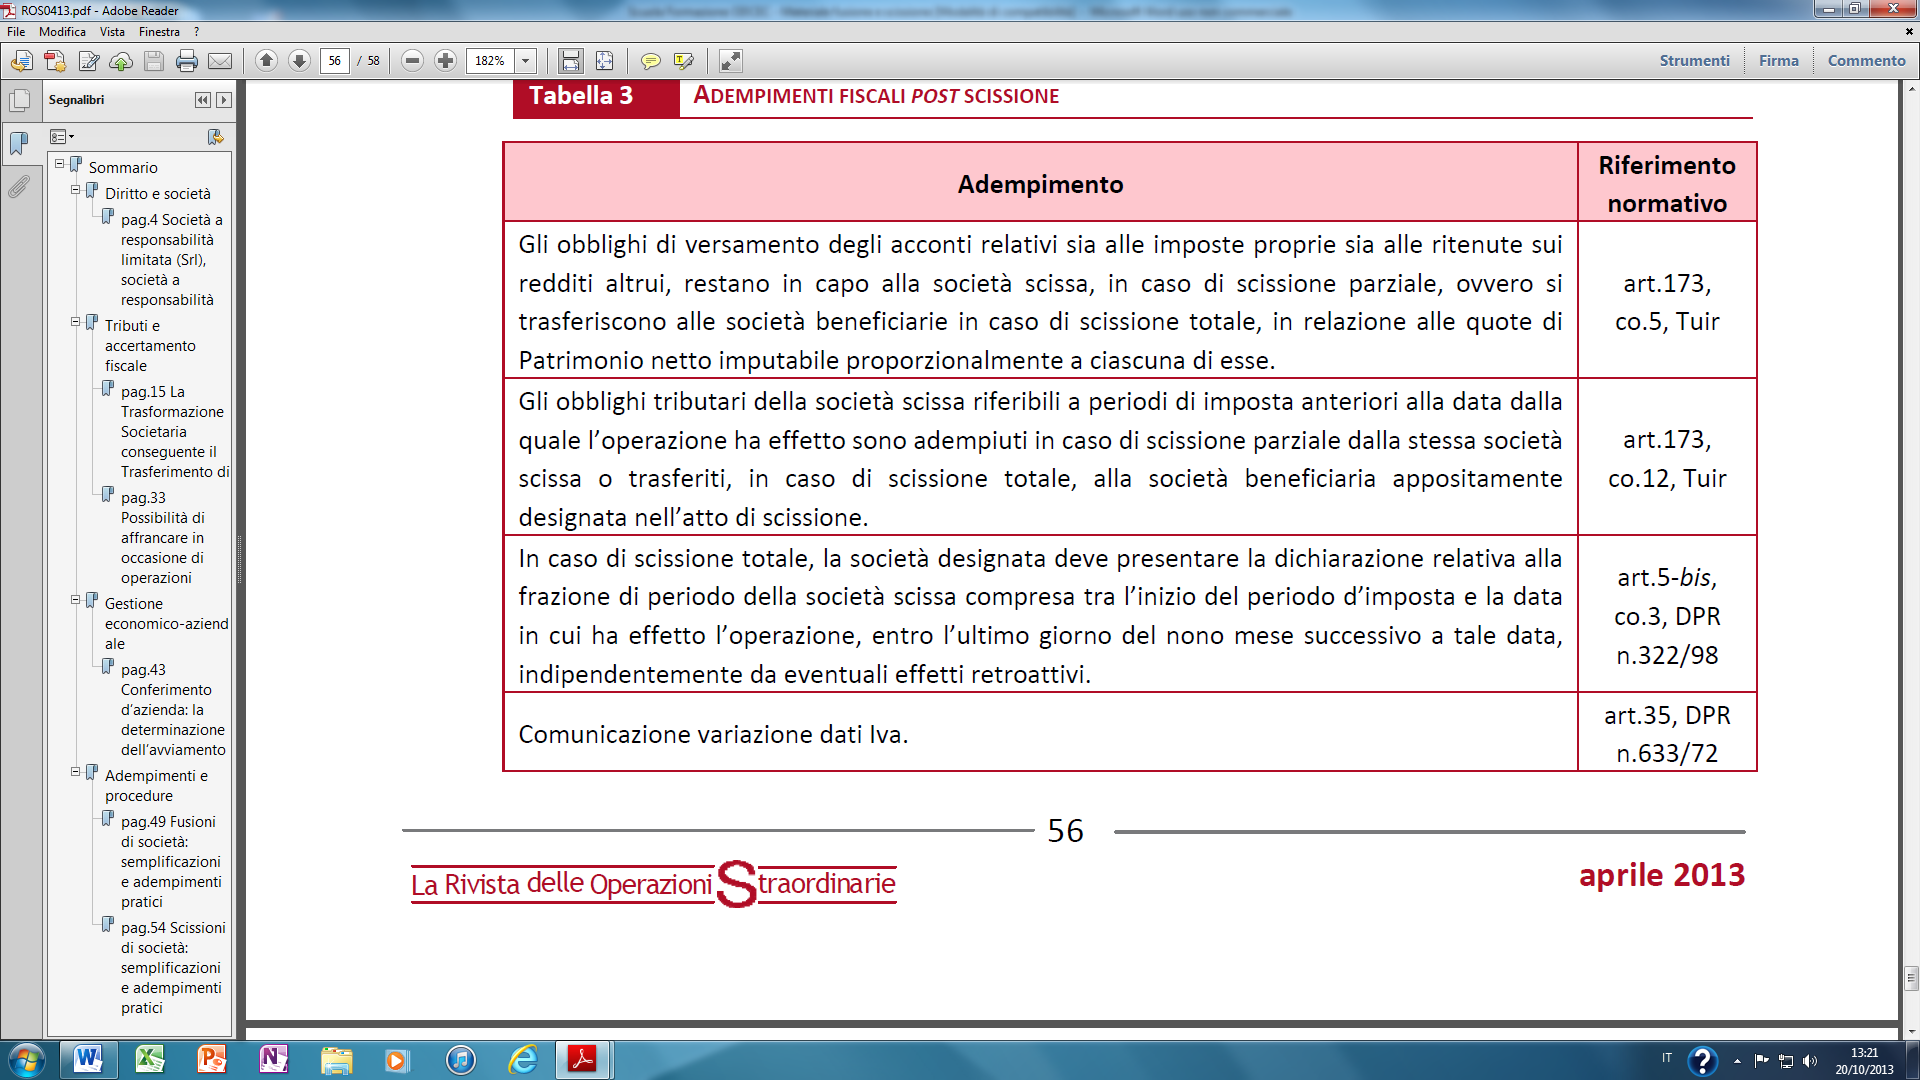 ROS0413.pdf - Adobe Reader
File Modifica Vista Finestra ?
56 / 58 182% Strumenti Firma Commento
Segnalibri
Sommario
Diritto e società
pag.4 Società a
responsabilità
limitata (Srl),
società a
responsabilità
Tributi e
accertamento
fiscale
pag.15 La
Trasformazione
Societaria
conseguente il
Trasferimento di
pag.33
Possibilità di
affrancare in
occasione di
operazioni
Gestione
economico-aziend
ale
pag.43
Conferimento
d'azienda: la
determinazione
dell'avviamento
Adempimenti e
procedure
pag.49 Fusioni
di società:
semplificazioni
e adempimenti
pratici
pag.54 Scissioni
di società:
semplificazioni
e adempimenti
pratici
Tabella 3 ADEMPIMENTI FISCALI POST SCISSIONE
Adempimento
Riferimento
normativo
Gli obblighi di versamento degli acconti relativi sia alle imposte proprie sia alle ritenute sui
redditi altrui, restano in capo alla società scissa, in caso di scissione parziale, ovvero si
trasferiscono alle società beneficiarie in caso di scissione totale, in relazione alle quote di
Patrimonio netto imputabile proporzionalmente a ciascuna di esse.
art.173,
co.5, Tuir
Gli obblighi tributari della società scissa riferibili a periodi di imposta anteriori alla data dalla
quale l'operazione ha effetto sono adempiuti in caso di scissione parziale dalla stessa società
scissa o trasferiti, in caso di scissione totale, alla società beneficiaria appositamente
designata nell'atto di scissione.
art.173,
co.12, Tuir
In caso di scissione totale, la società designata deve presentare la dichiarazione relativa alla
frazione di periodo della società scissa compresa tra l'inizio del periodo d'imposta e la data
in cui ha effetto l'operazione, entro l'ultimo giorno del nono mese successivo a tale data,
indipendentemente da eventuali effetti retroattivi.
art.5-bis,
co.3, DPR
n.322/98
Comunicazione variazione dati Iva.
art.35, DPR
n.633/72
56
La Rivista delle Operazioni Straordinarie
aprile 2013
IT
13:21
20/10/2013